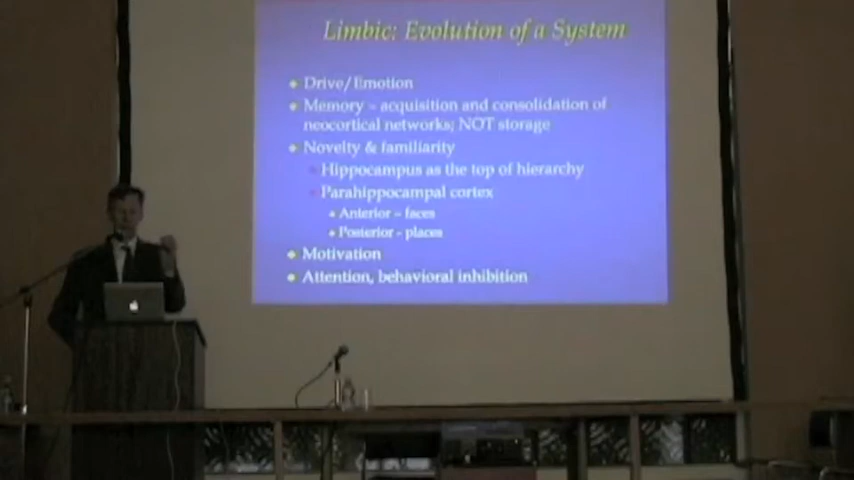 Limbic: Evolution of a System
Drive/Emotion
Memory – acquisition and consolidation of
neocortical networks; NOT storage
Novelty & familiarity
Hippocampus as the top of hierarchy
Parahippocampal cortex
Anterior – faces
Posterior - places
Motivation
Attention, behavioral inhibition